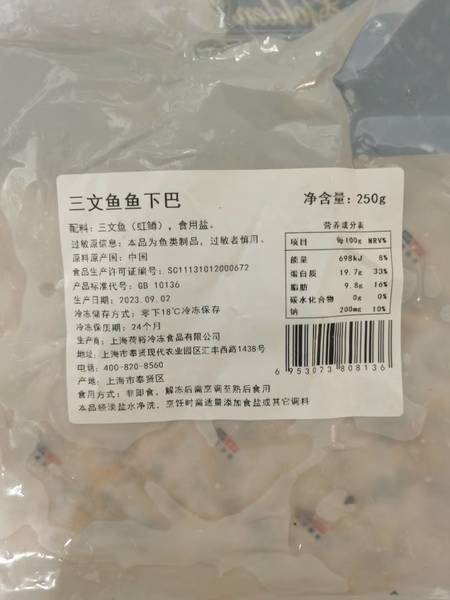 三文鱼鱼下巴
净含量: 250g
配料: 三文鱼（虹鳟）, 食用盐。
过敏原信息: 本品为鱼类制品, 过敏者慎用。
原料原产国: 中国
食品生产许可证编号: SC11131012000672
产品标准代号: GB 10136
生产日期: 2023.09.02
冷冻储存方式: 零下18℃冷冻保存
冷冻保质期: 24个月
生产商: 上海荷裕冷冻食品有限公司
地址: 上海市奉贤现代农业园区汇丰西路1438号
电话: 400-820-8560
产地: 上海市奉贤区
食用方式: 非即食, 解冻后需烹调至熟后食用
本品经淡盐水净洗, 烹饪时需适量添加食盐或其它调料
营养成分表
项目 每100g NRV%
能量 698kJ 8%
蛋白质 19.7g 33%
脂肪 9.8g 16%
碳水化合物 0g 0%
钠 200mg 10%
6 953023 808136